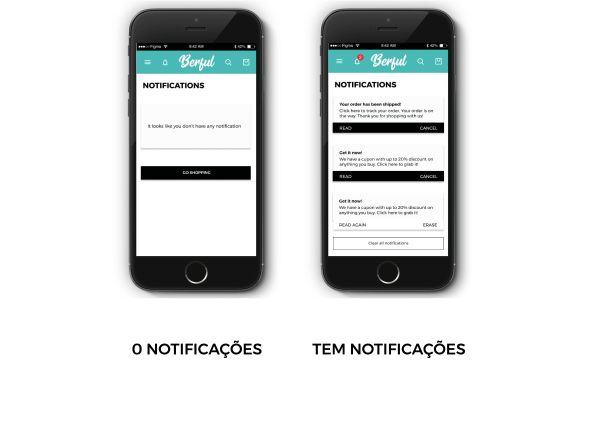 Figma 9:42 AM 42%
Berful
NOTIFICATIONS
It looks like you don't have any notification
GO SHOPPING
Figma 9:42 AM 42%
Berful
NOTIFICATIONS
Your order has been shipped!
Click here to track your order. Your order is on
the way. Thank you for shopping with us!
READ CANCEL
Get it now!
We have a cupon with up to 20% discount on
anything you buy. Click here to grab it!
READ CANCEL
Get it now!
We have a cupon with up to 20% discount on
anything you buy. Click here to grab it!
READ AGAIN ERASE
Clear all notifications
0 NOTIFICAÇÕES
TEM NOTIFICAÇÕES